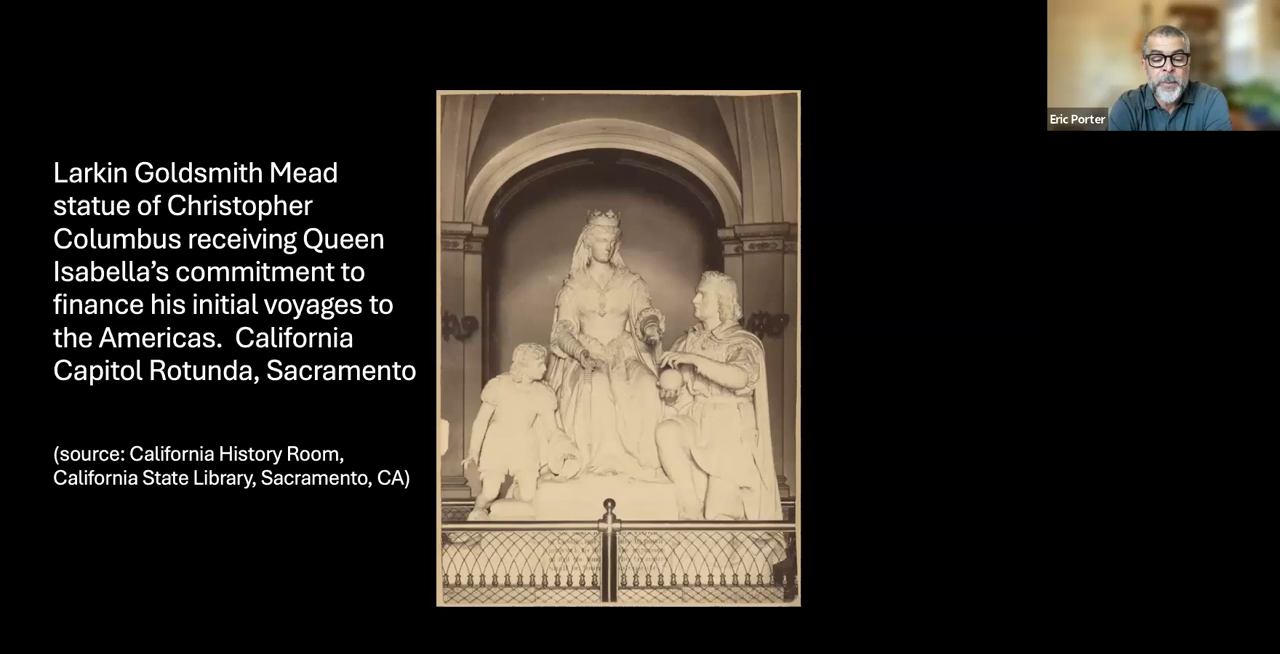 Larkin Goldsmith Mead
statue of Christopher
Columbus receiving Queen
Isabella’s commitment to
finance his initial voyages to
the Americas.  California
Capitol Rotunda, Sacramento
(source: California History Room,
California State Library, Sacramento, CA)
Eric Porter